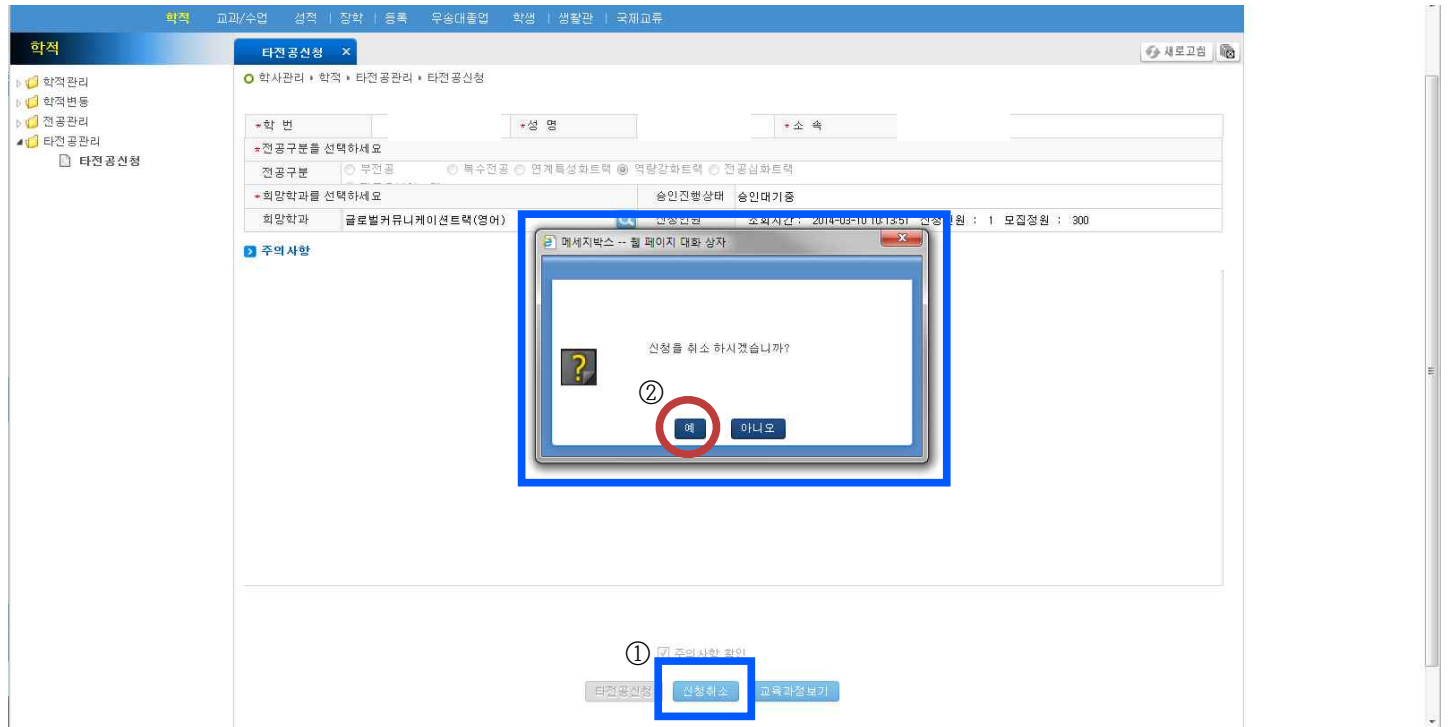 학적 교과/수업 성적 | 장학 | 등록 우송대졸업 학생 | 생활관 | 국제교류
학적
타전공신청 ×
새로고침
학사관리 ▸ 학적 ▸ 타전공관리 ▸ 타전공신청
학적관리
학적변동
전공관리
타전공관리
타전공신청
*학 번 *성 명 *소 속
*전공구분을 선택하세요
전공구분 부전공 복수전공 연계특성화트랙 역량강화트랙 전공심화트랙
*희망학과를 선택하세요 승인진행상태 승인대기중
희망학과 글로벌커뮤니케이션트랙(영어) 신청인원 조회시간 : 2014-03-10 10:13:51 신청인원 : 1 모집정원 : 300
주의사항
메세지박스 -- 웹 페이지 대화 상자
신청을 취소 하시겠습니까?
②
예 아니오
① 주의사항 확인
타전공신청 신청취소 교육과정보기